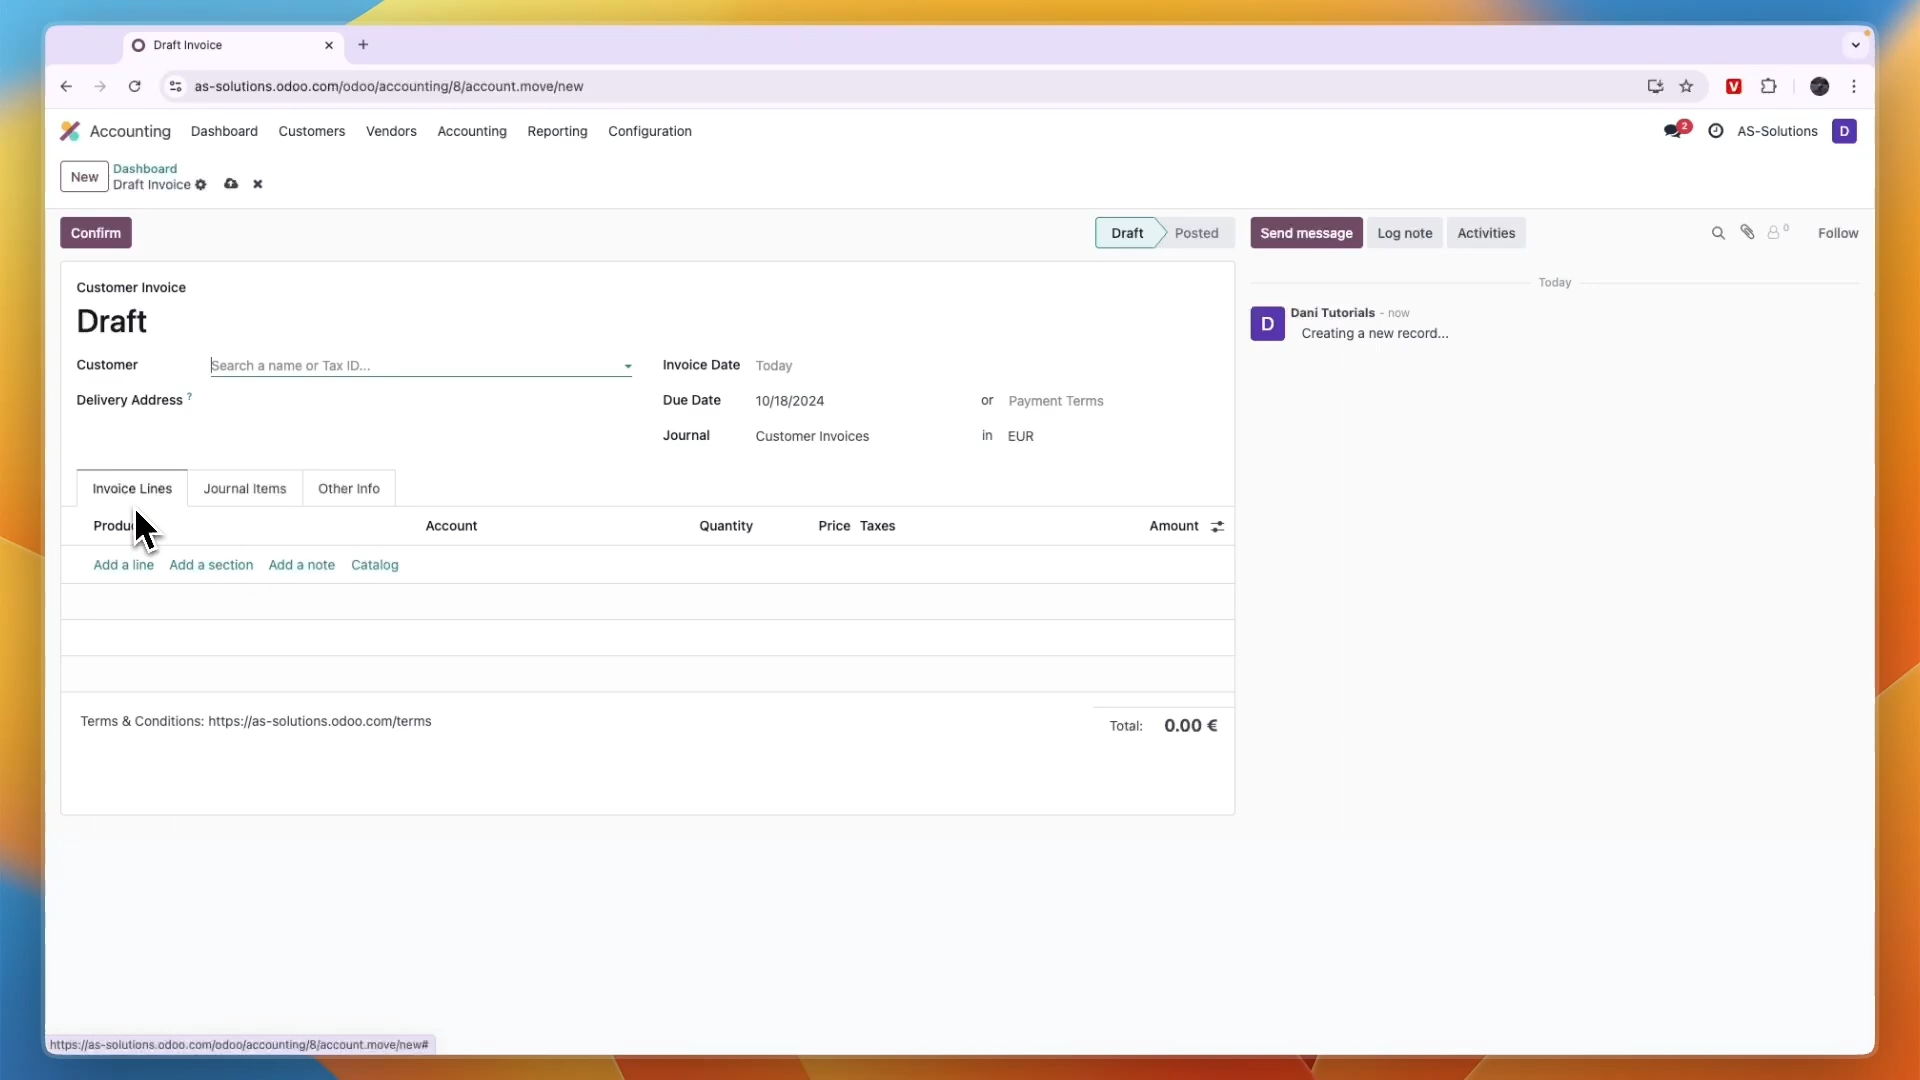 Draft Invoice
as-solutions.odoo.com/odoo/accounting/8/account.move/new
V
Accounting Dashboard Customers Vendors Accounting Reporting Configuration
2 AS-Solutions D
New
Dashboard
Draft Invoice
Confirm
Draft Posted
Send message Log note Activities
0 Follow
Customer Invoice
Draft
Customer Search a name or Tax ID...
Delivery Address ?
Invoice Date Today
Due Date 10/18/2024 or Payment Terms
Journal Customer Invoices in EUR
Today
D
Dani Tutorials - now
Creating a new record...
Invoice Lines Journal Items Other Info
Account Quantity Price Taxes Amount
Add a line Add a section Add a note Catalog
Terms & Conditions: https://as-solutions.odoo.com/terms
Total: 0.00 €
https://as-solutions.odoo.com/odoo/accounting/8/account.move/new#